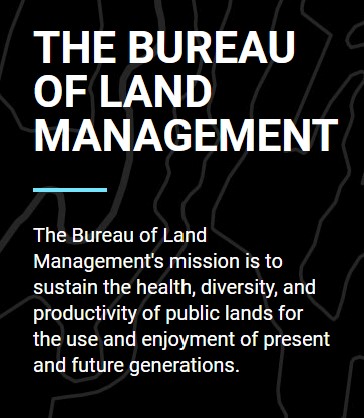 THE BUREAU
OF LAND
MANAGEMENT
The Bureau of Land
Management's mission is to
sustain the health, diversity, and
productivity of public lands for
the use and enjoyment of present
and future generations.